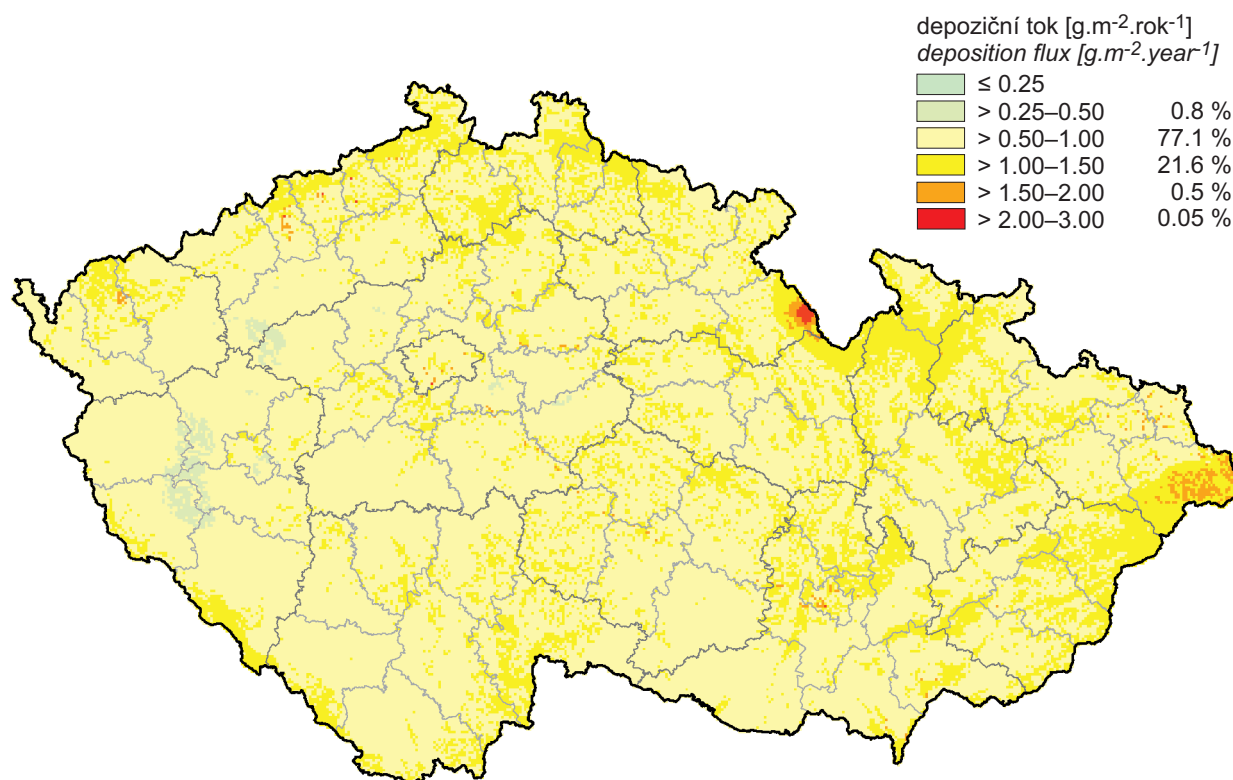 depoziční tok [g.m-2.rok-1]
deposition flux [g.m-2.year-1]
≤ 0.25
> 0.25–0.50 0.8 %
> 0.50–1.00 77.1 %
> 1.00–1.50 21.6 %
> 1.50–2.00 0.5 %
> 2.00–3.00 0.05 %